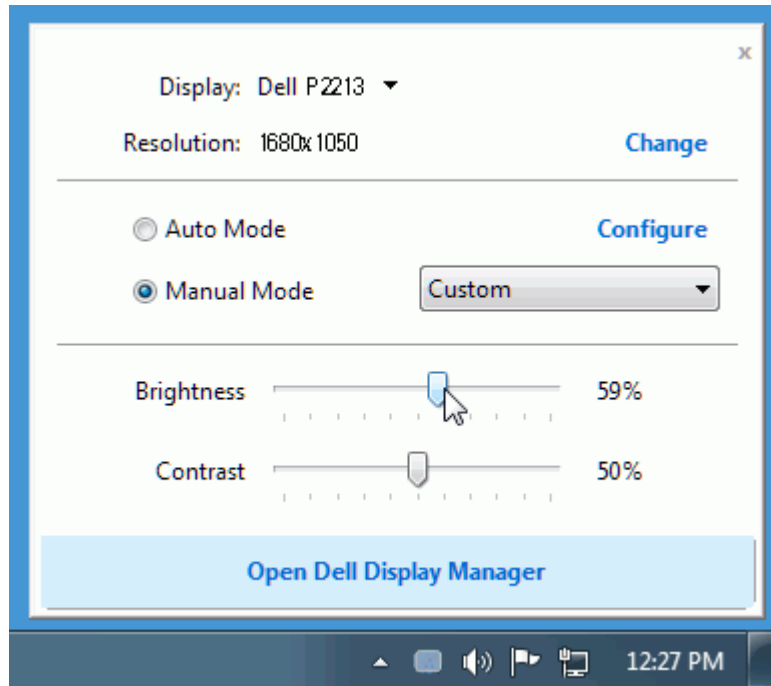 x
Display: Dell P2213
Resolution: 1680x1050 Change
Auto Mode Configure
Manual Mode Custom
Brightness 59%
Contrast 50%
Open Dell Display Manager
12:27 PM